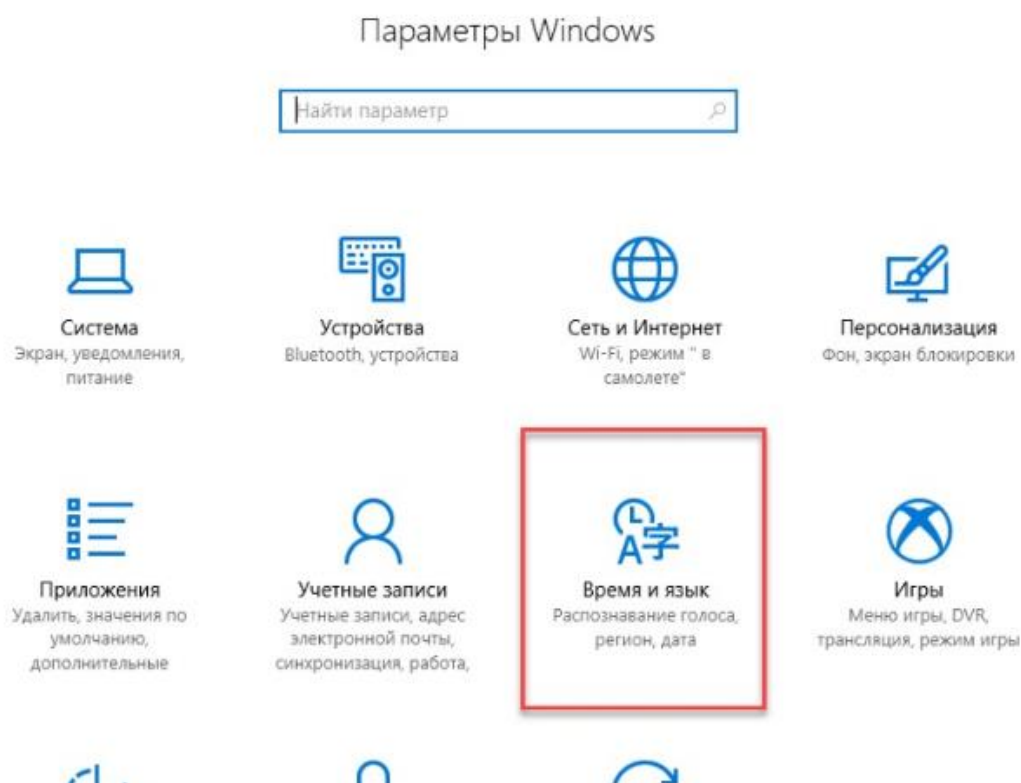 Параметры Windows
Найти параметр
Система
Экран, уведомления,
питание
Устройства
Bluetooth, устройства
Сеть и Интернет
Wi-Fi, режим " в
самолете"
Персонализация
Фон, экран блокировки
Приложения
Удалить, значения по
умолчанию,
дополнительные
Учетные записи
Учетные записи, адрес
электронной почты,
синхронизация, работа,
Время и язык
Распознавание голоса,
регион, дата
Игры
Меню игры, DVR,
трансляция, режим игры